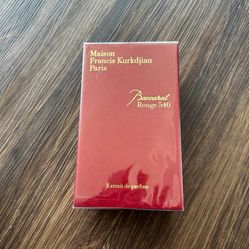 Maison
Francis Kurkdjian
Paris
Baccarat
Rouge 540
Extrait de parfum